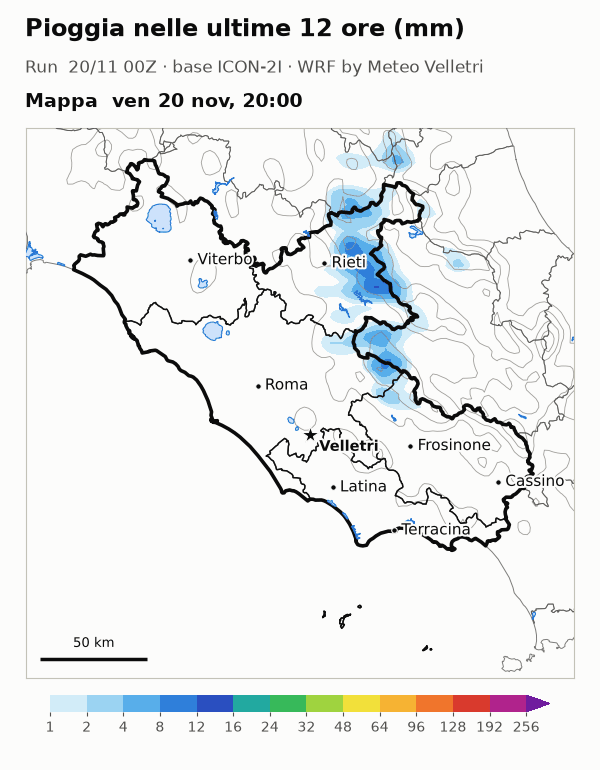 Pioggia nelle ultime 12 ore (mm)
Run  20/11 00Z · base ICON-2I · WRF by Meteo Velletri
Mappa  ven 20 nov, 20:00
Viterbo
Rieti
Roma
Velletri
Frosinone
Latina
Cassino
Terracina
50 km
1 2 4 8 12 16 24 32 48 64 96 128 192 256